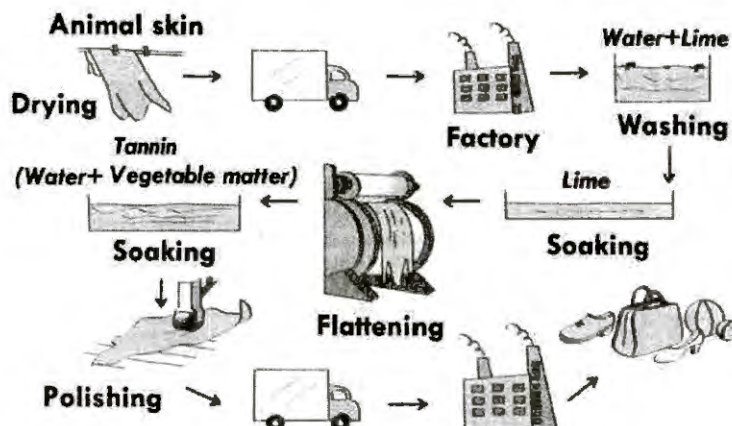 Animal skin
Drying
Factory
Water+Lime
Washing
Lime
Soaking
Flattening
Tannin
(Water+ Vegetable matter)
Soaking
Polishing